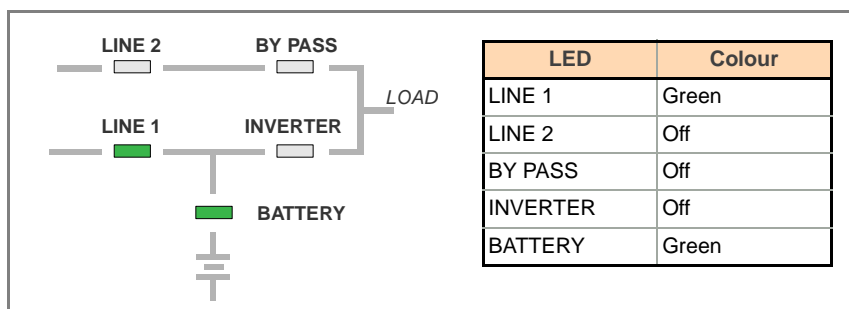 LINE 2 BY PASS
LOAD
LINE 1 INVERTER
BATTERY
LED Colour
LINE 1 Green
LINE 2 Off
BY PASS Off
INVERTER Off
BATTERY Green